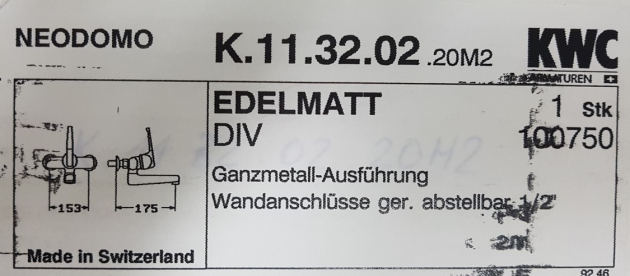 NEODOMO
K.11.32.02 .20M2
KWC
ARMATUREN
EDELMATT
1 Stk
DIV
100750
Ganzmetall-Ausführung
Wandanschlüsse ger. abstellbar 1/2"
2M
153
175
Made in Switzerland
92.46